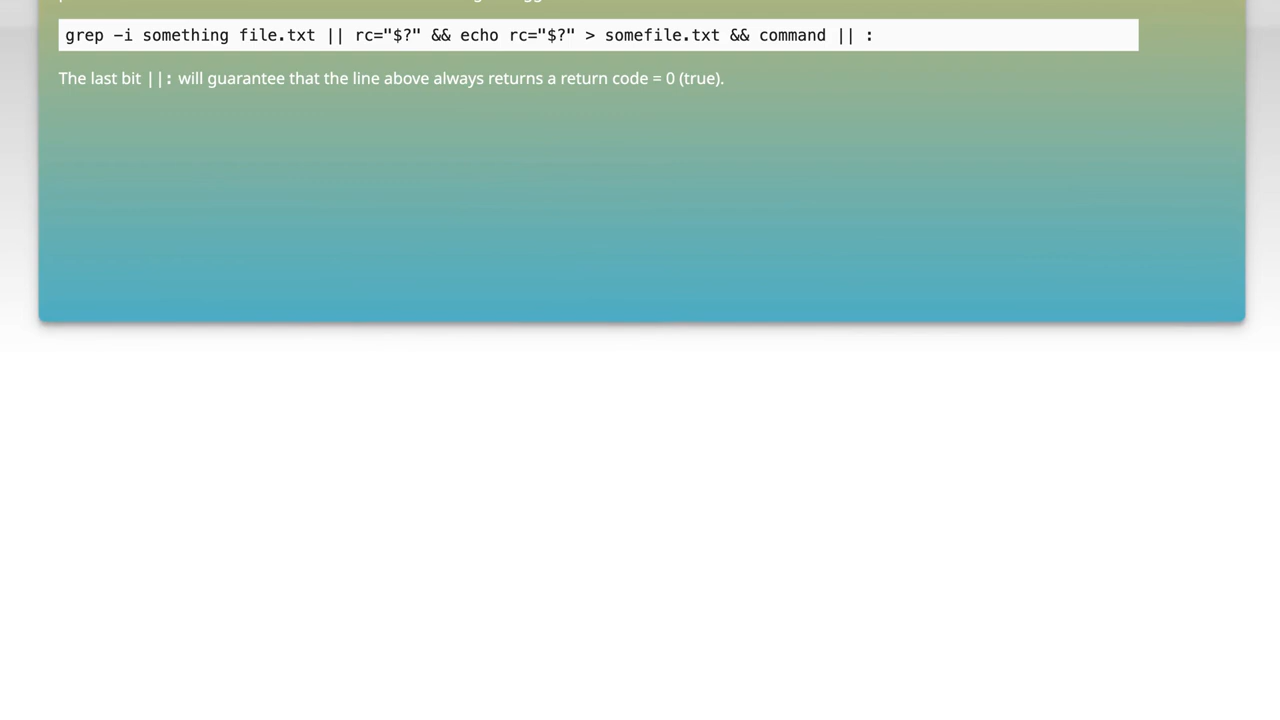 grep -i something file.txt || rc="$?" && echo rc="$?" > somefile.txt && command || :
The last bit ||: will guarantee that the line above always returns a return code = 0 (true).